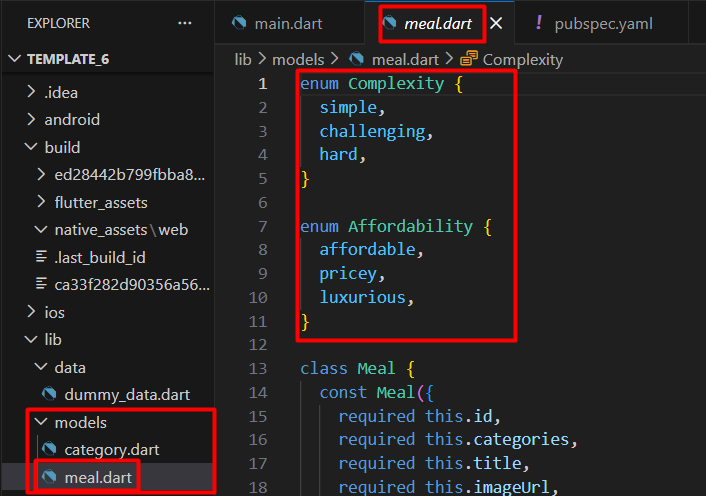 EXPLORER ···
TEMPLATE_6
.idea
android
build
ed28442b799fbba8...
flutter_assets
native_assets\web
.last_build_id
ca33f282d90356a56...
ios
lib
data
dummy_data.dart
models
category.dart
meal.dart
main.dart meal.dart pubspec.yaml
lib > models > meal.dart > Complexity
1 enum Complexity {
2 simple,
3 challenging,
4 hard,
5 }
6
7 enum Affordability {
8 affordable,
9 pricey,
10 luxurious,
11 }
12
13 class Meal {
14 const Meal({
15 required this.id,
16 required this.categories,
17 required this.title,
18 required this.imageUrl,